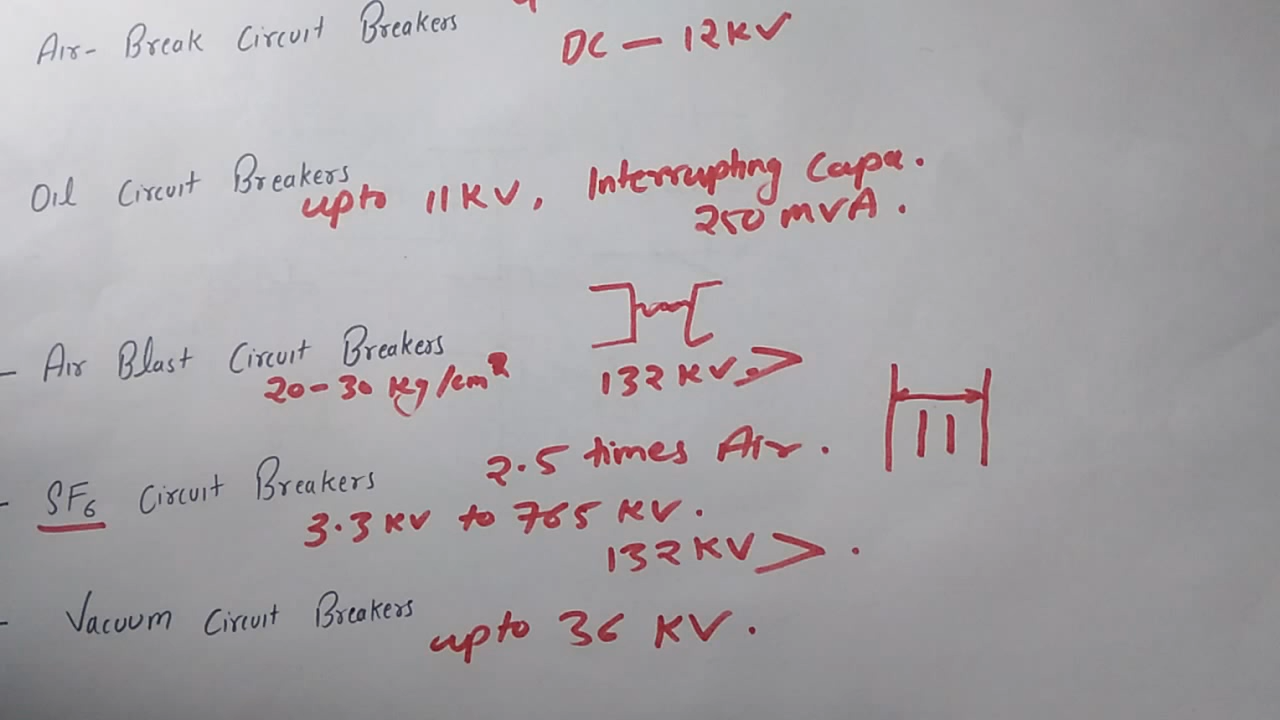 Air- Break Circuit Breakers DC — 12KV
Oil Circuit Breakers upto 11KV, Interrupting Capa.
250 MVA.
- Air Blast Circuit Breakers
20-30 Kg/cm² 132 KV. >
- SF6 Circuit Breakers 2.5 times Air.
3.3 KV to 765 KV.
132 KV > .
- Vacuum Circuit Breakers upto 36 KV.